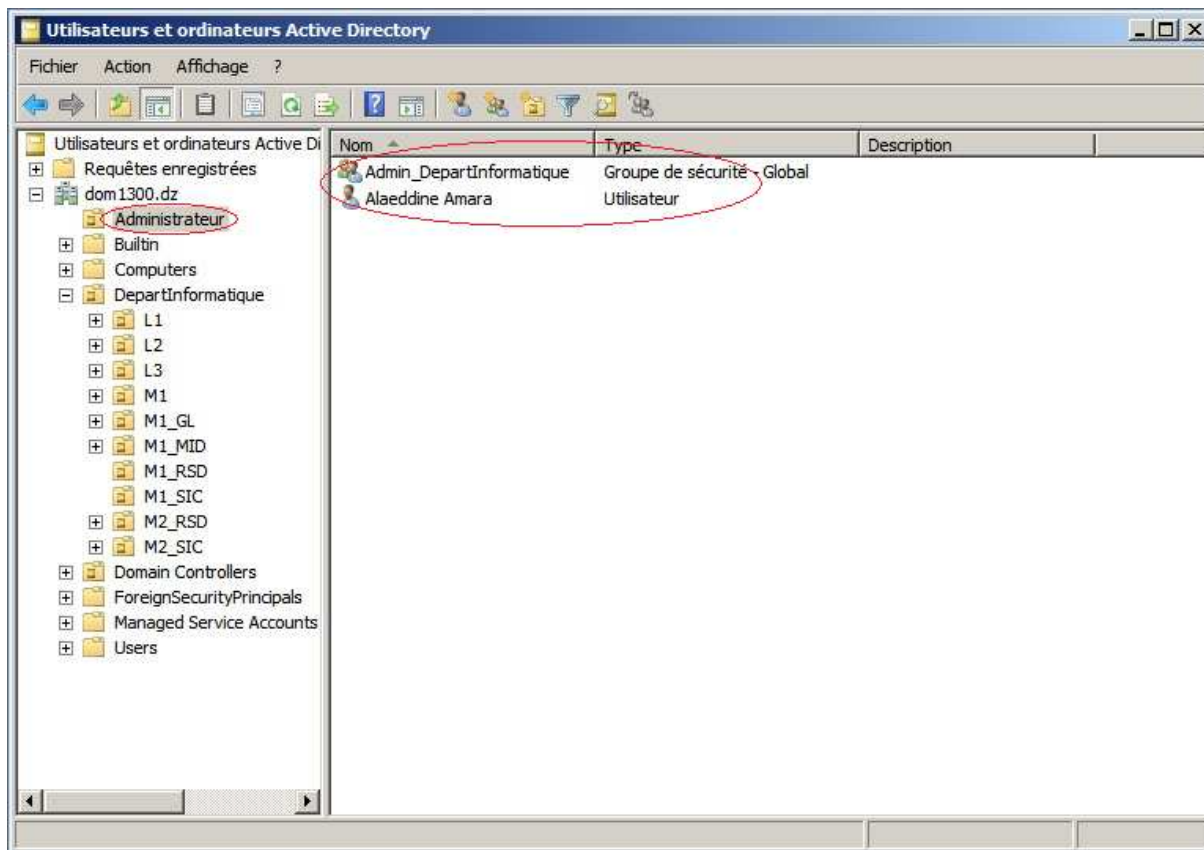 Utilisateurs et ordinateurs Active Directory
Fichier Action Affichage ?
Utilisateurs et ordinateurs Active Di
Requêtes enregistrées
dom1300.dz
Administrateur
Builtin
Computers
DepartInformatique
L1
L2
L3
M1
M1_GL
M1_MID
M1_RSD
M1_SIC
M2_RSD
M2_SIC
Domain Controllers
ForeignSecurityPrincipals
Managed Service Accounts
Users
Nom Type Description
Admin_DepartInformatique Groupe de sécurité - Global
Alaeddine Amara Utilisateur